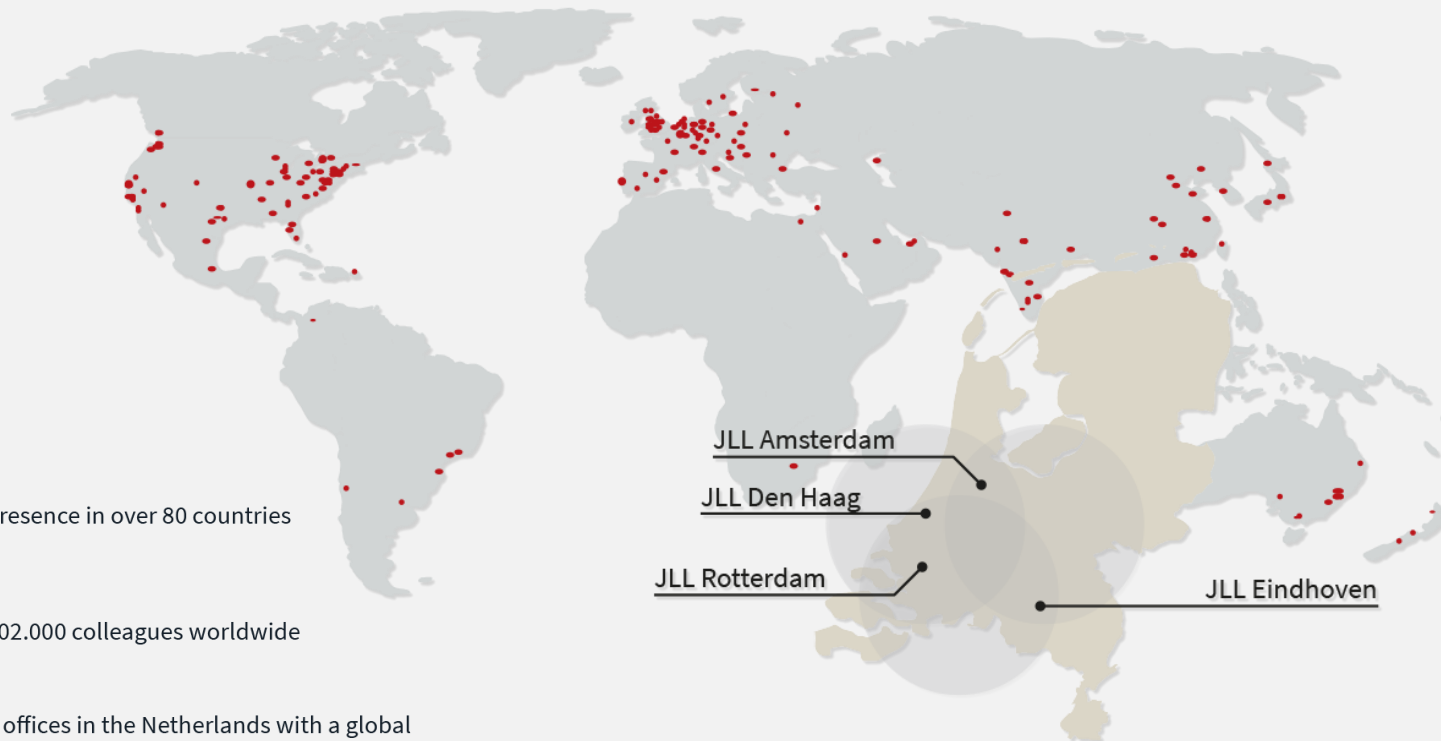 JLL Amsterdam
JLL Den Haag
resence in over 80 countries
JLL Rotterdam
JLL Eindhoven
02.000 colleagues worldwide
offices in the Netherlands with a global